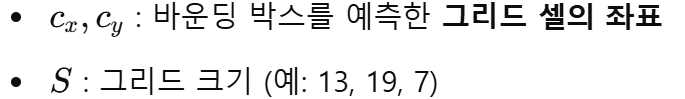 • cₓ, c_y : 바운딩 박스를 예측한 그리드 셀의 좌표
• S : 그리드 크기 (예: 13, 19, 7)